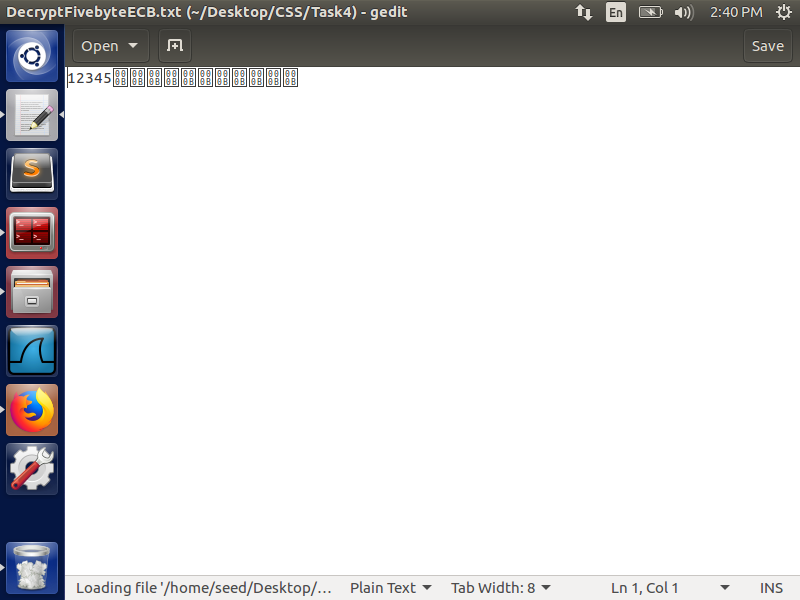 DecryptFivebyteECB.txt (~/Desktop/CSS/Task4) - gedit En 2:40 PM
Open Save
12345
Loading file '/home/seed/Desktop/… Plain Text Tab Width: 8 Ln 1, Col 1 INS